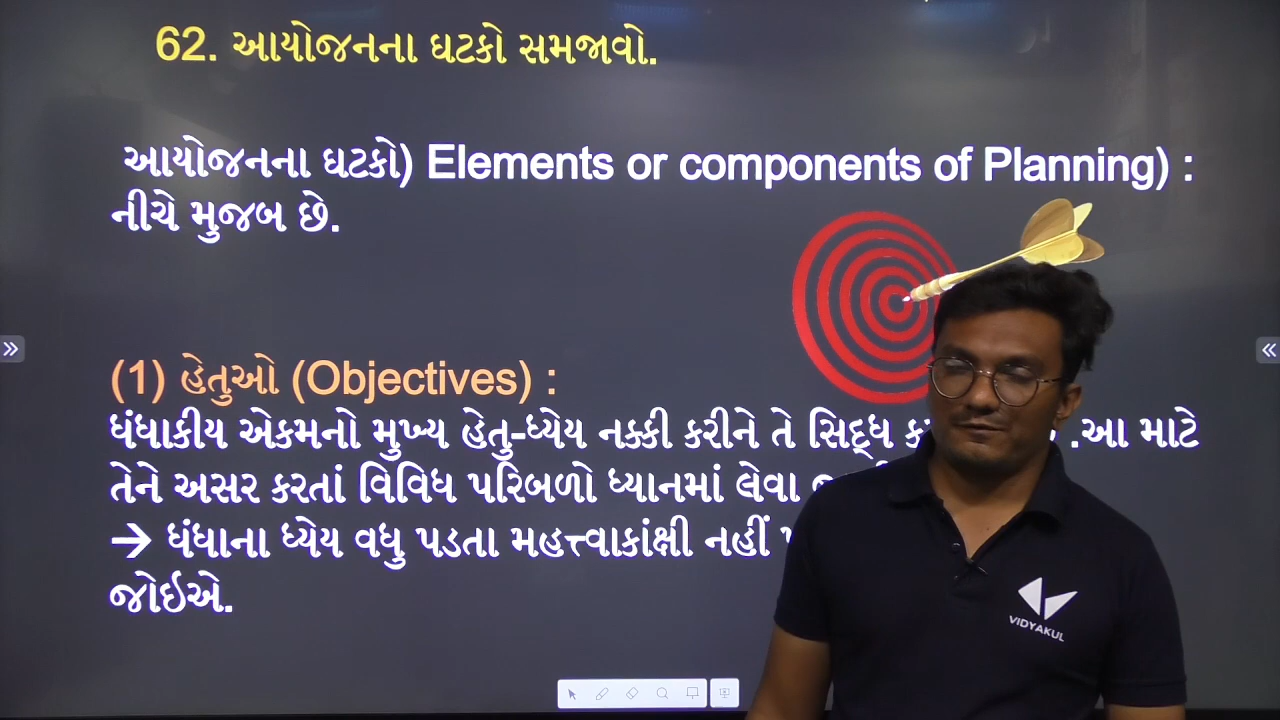 62. આયોજનના ઘટકો સમજાવો.
આયોજનના ઘટકો) Elements or components of Planning) :
નીચે મુજબ છે.
(1) હેતુઓ (Objectives) :
ધંધાકીય એકમનો મુખ્ય હેતુ-ધ્યેય નક્કી કરીને તે સિદ્ધ .આ માટે
તેને અસર કરતાં વિવિધ પરિબળો ધ્યાનમાં લેવા
→ ધંધાના ધ્યેય વધુ પડતા મહત્ત્વાકાંક્ષી નહીં
જોઇએ.
VIDYAKUL